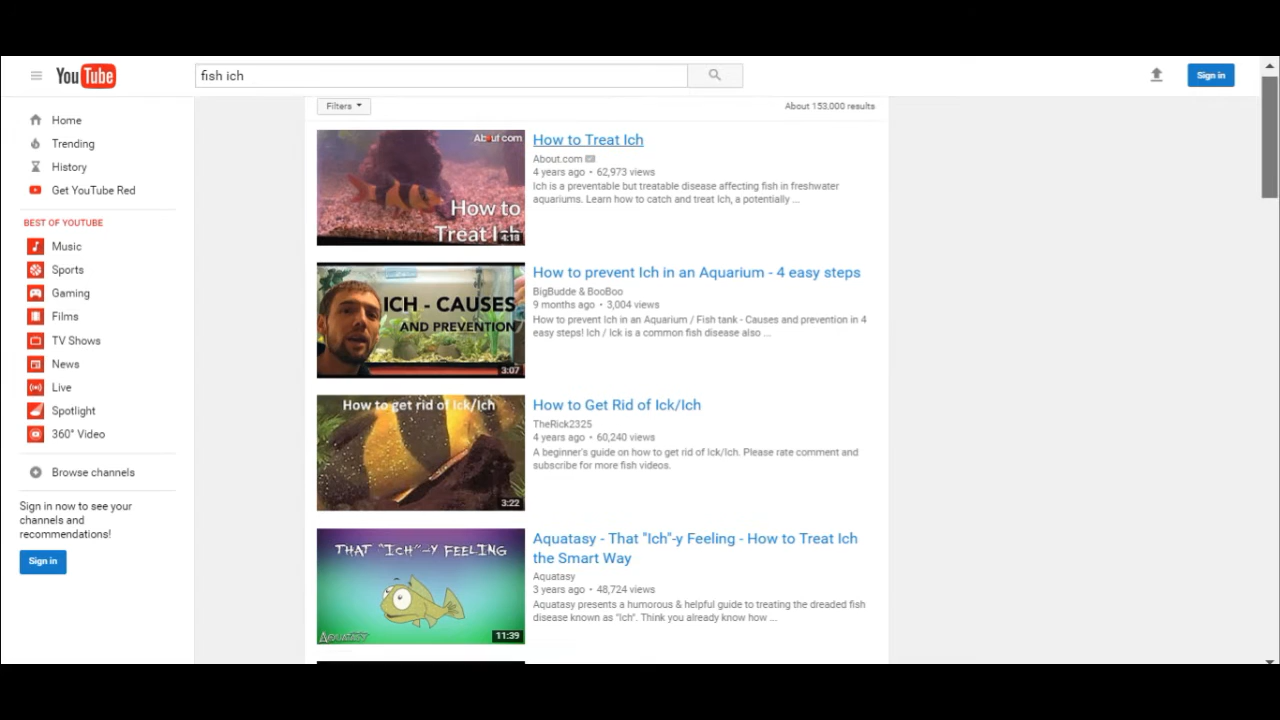 YouTube
fish ich
Sign in
Home
Trending
History
Get YouTube Red
BEST OF YOUTUBE
Music
Sports
Gaming
Films
TV Shows
News
Live
Spotlight
360° Video
Browse channels
Sign in now to see your
channels and
recommendations!
Sign in
Filters
About 153,000 results
About.com
How to
Treat Ich
4:18
How to Treat Ich
About.com
4 years ago • 62,973 views
Ich is a preventable but treatable disease affecting fish in freshwater
aquariums. Learn how to catch and treat Ich, a potentially ...
ICH - CAUSES
AND PREVENTION
3:07
How to prevent Ich in an Aquarium - 4 easy steps
BigBudde & BooBoo
9 months ago • 3,004 views
How to prevent Ich in an Aquarium / Fish tank - Causes and prevention in 4
easy steps! Ich / Ick is a common fish disease also ...
How to get rid of Ick/Ich
3:22
How to Get Rid of Ick/Ich
TheRick2325
4 years ago • 60,240 views
A beginner's guide on how to get rid of Ick/Ich. Please rate comment and
subscribe for more fish videos.
THAT "ICH"-Y FEELING
AQUATASY
11:39
Aquatasy - That "Ich"-y Feeling - How to Treat Ich
the Smart Way
Aquatasy
3 years ago • 48,724 views
Aquatasy presents a humorous & helpful guide to treating the dreaded fish
disease known as "Ich". Think you already know how ...